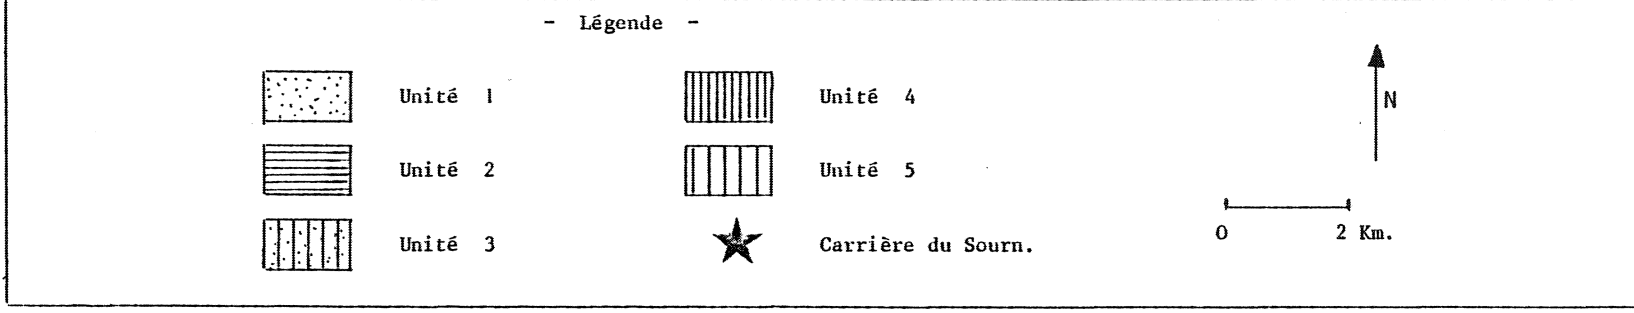 - Légende -
Unité 1
Unité 4
N
Unité 2
Unité 5
0 2 Km.
Unité 3
Carrière du Sourn.